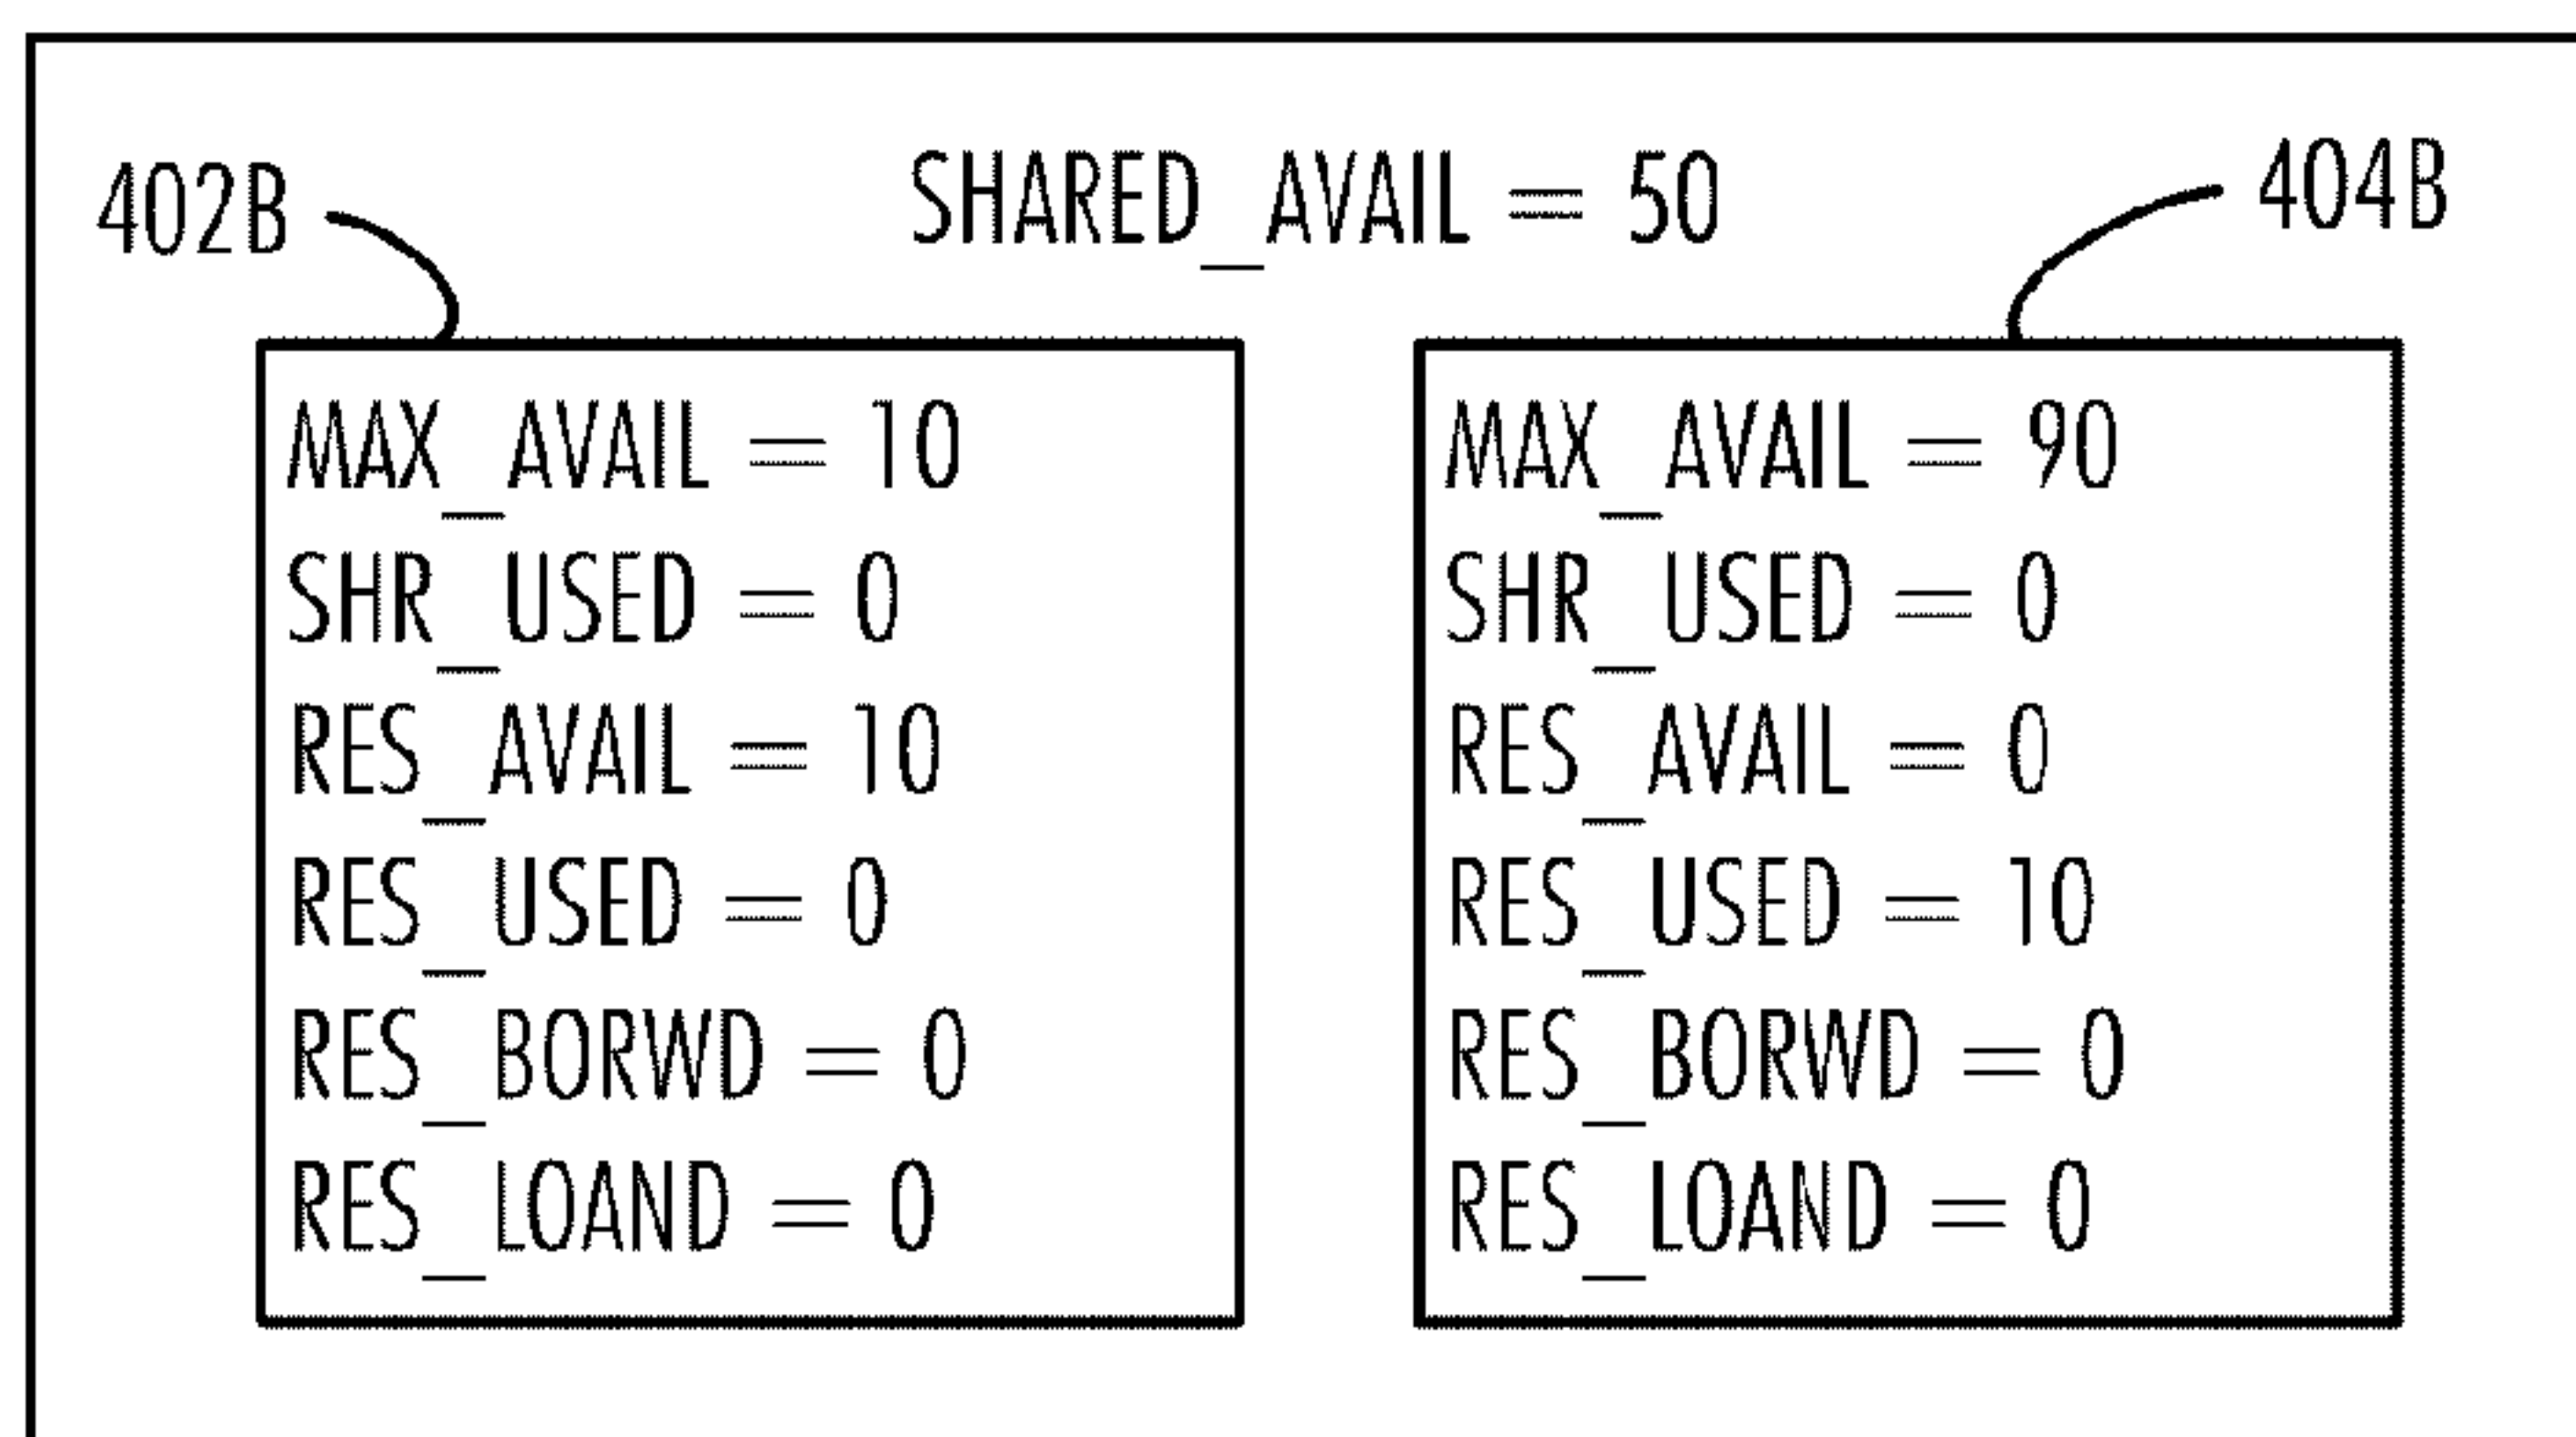 402B
SHARED_AVAIL = 50
404B
MAX_AVAIL = 10
SHR_USED = 0
RES_AVAIL = 10
RES_USED = 0
RES_BORWD = 0
RES_LOAND = 0
MAX_AVAIL = 90
SHR_USED = 0
RES_AVAIL = 0
RES_USED = 10
RES_BORWD = 0
RES_LOAND = 0